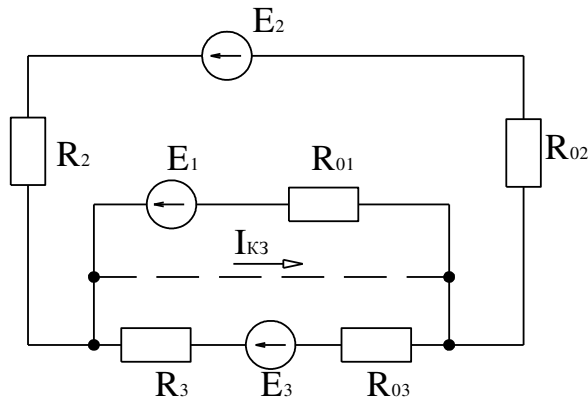 E₂
R₂
R₀₂
E₁
R₀₁
Iкз
R₃
E₃
R₀₃